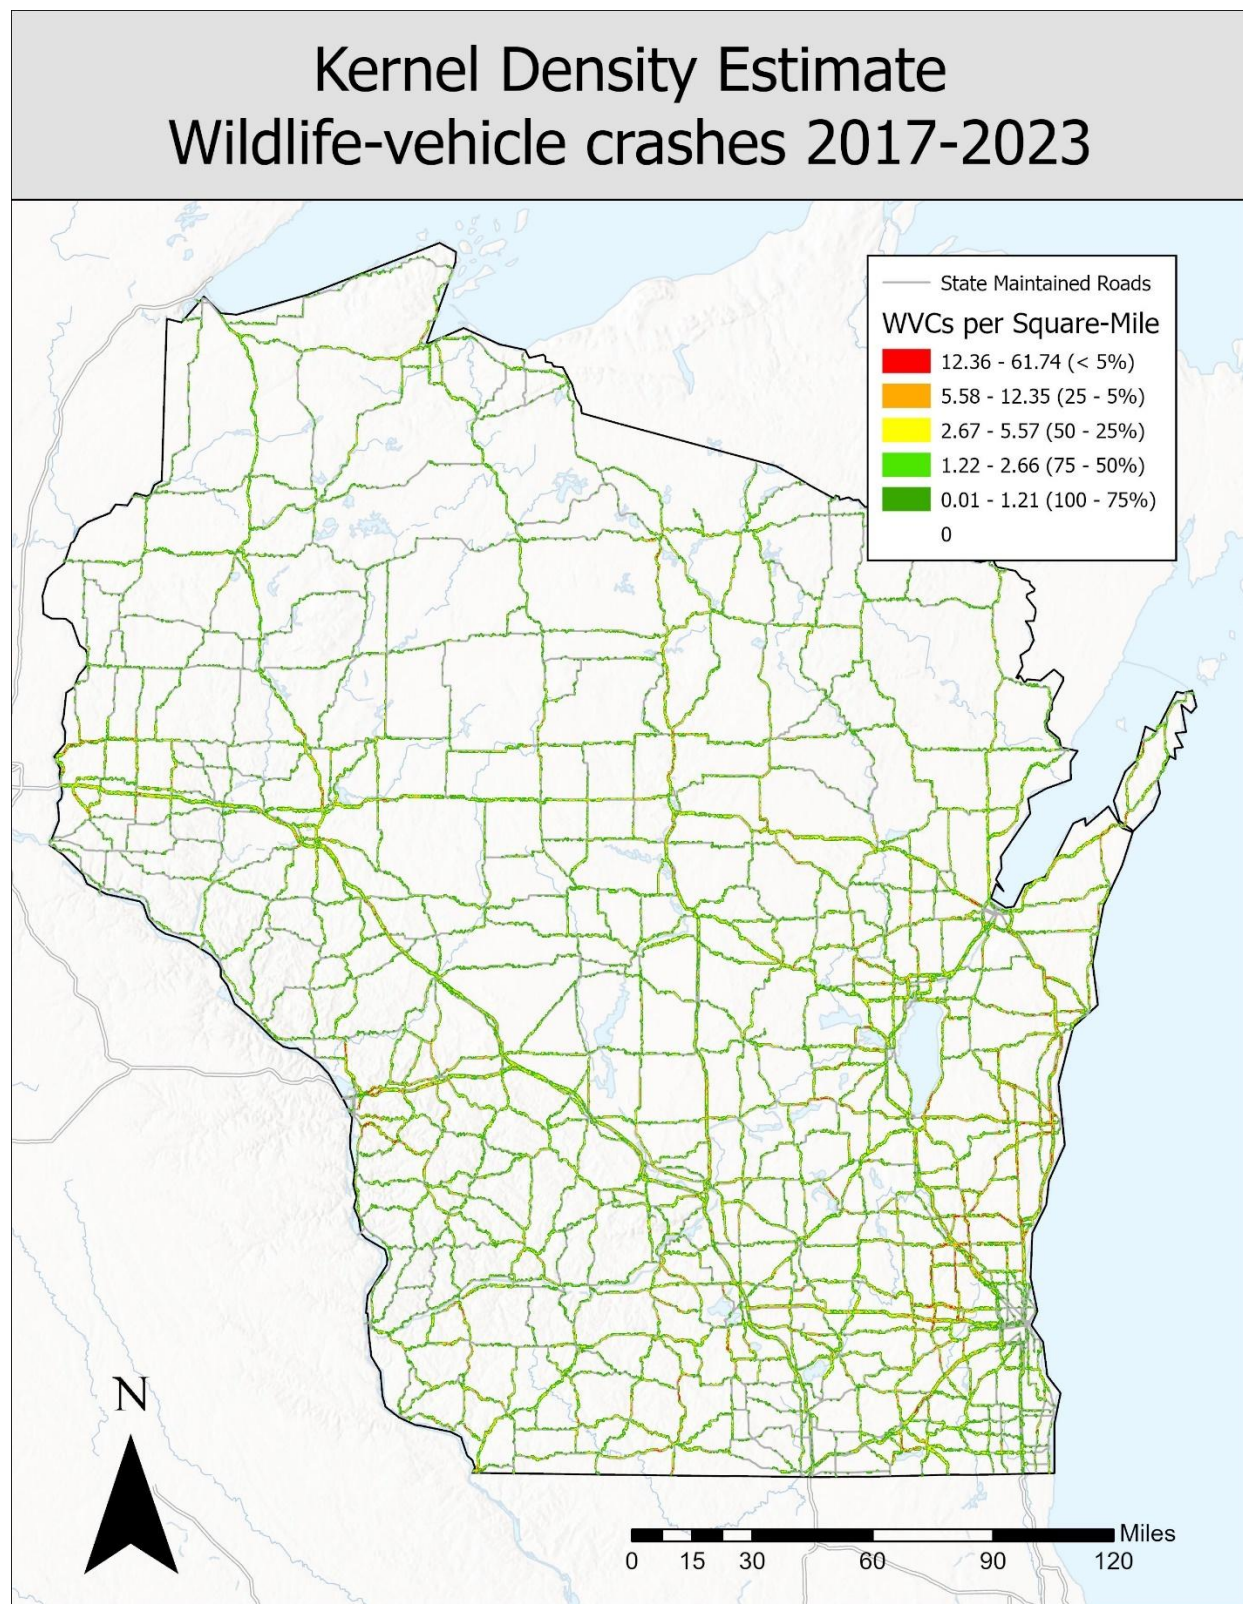 Kernel Density Estimate
Wildlife-vehicle crashes 2017-2023
State Maintained Roads
WVCs per Square-Mile
12.36 - 61.74 (< 5%)
5.58 - 12.35 (25 - 5%)
2.67 - 5.57 (50 - 25%)
1.22 - 2.66 (75 - 50%)
0.01 - 1.21 (100 - 75%)
0
N
Miles
0 15 30 60 90 120